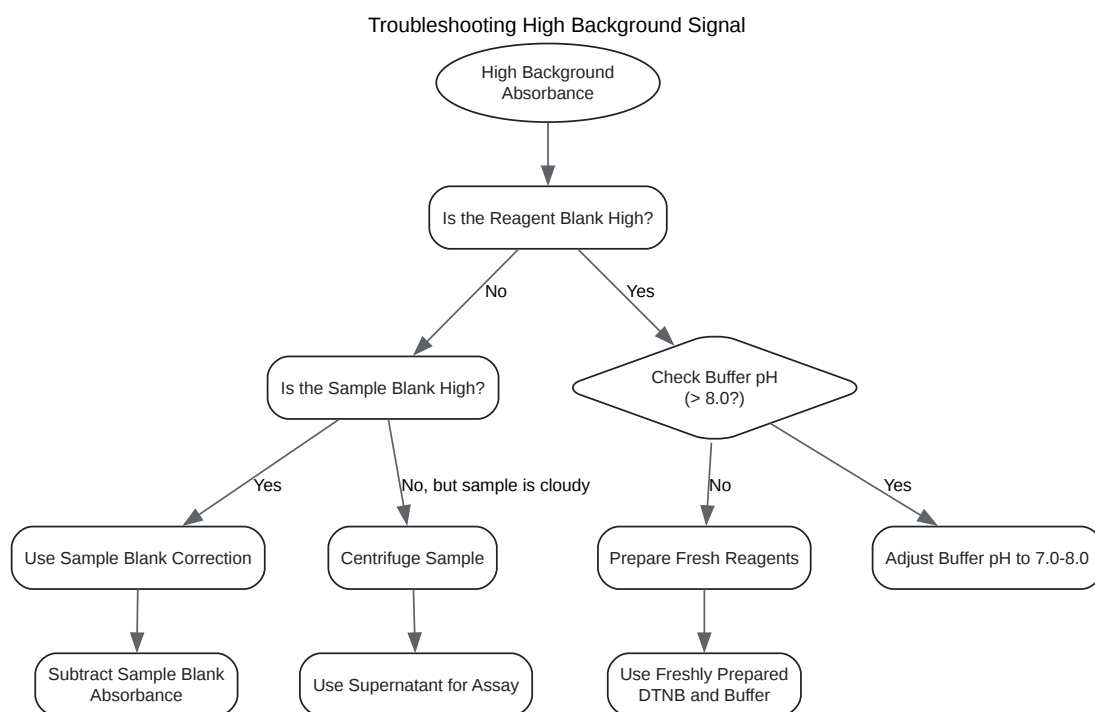 Troubleshooting High Background Signal
High Background
Absorbance
Is the Reagent Blank High?
No
Yes
Is the Sample Blank High?
Check Buffer pH
(> 8.0?)
Yes
No, but sample is cloudy
No
Yes
Use Sample Blank Correction
Centrifuge Sample
Prepare Fresh Reagents
Adjust Buffer pH to 7.0-8.0
Subtract Sample Blank
Absorbance
Use Supernatant for Assay
Use Freshly Prepared
DTNB and Buffer